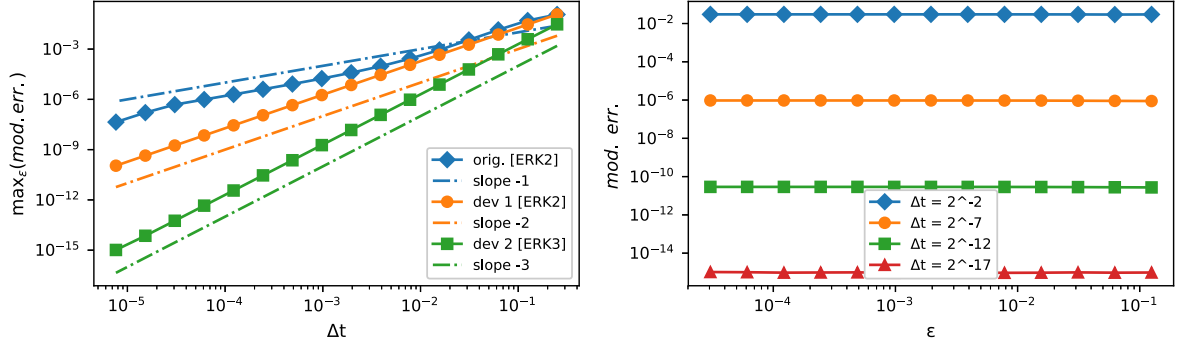 10^−3
10^−6
10^−9
10^−12
10^−15
max_ε(mod. err.)
10^−5
10^−4
10^−3
10^−2
10^−1
Δt
orig. [ERK2]
slope -1
dev 1 [ERK2]
slope -2
dev 2 [ERK3]
slope -3
10^−2
10^−4
10^−6
10^−8
10^−10
10^−12
10^−14
mod. err.
10^−4
10^−3
10^−2
10^−1
ε
Δt = 2^-2
Δt = 2^-7
Δt = 2^-12
Δt = 2^-17